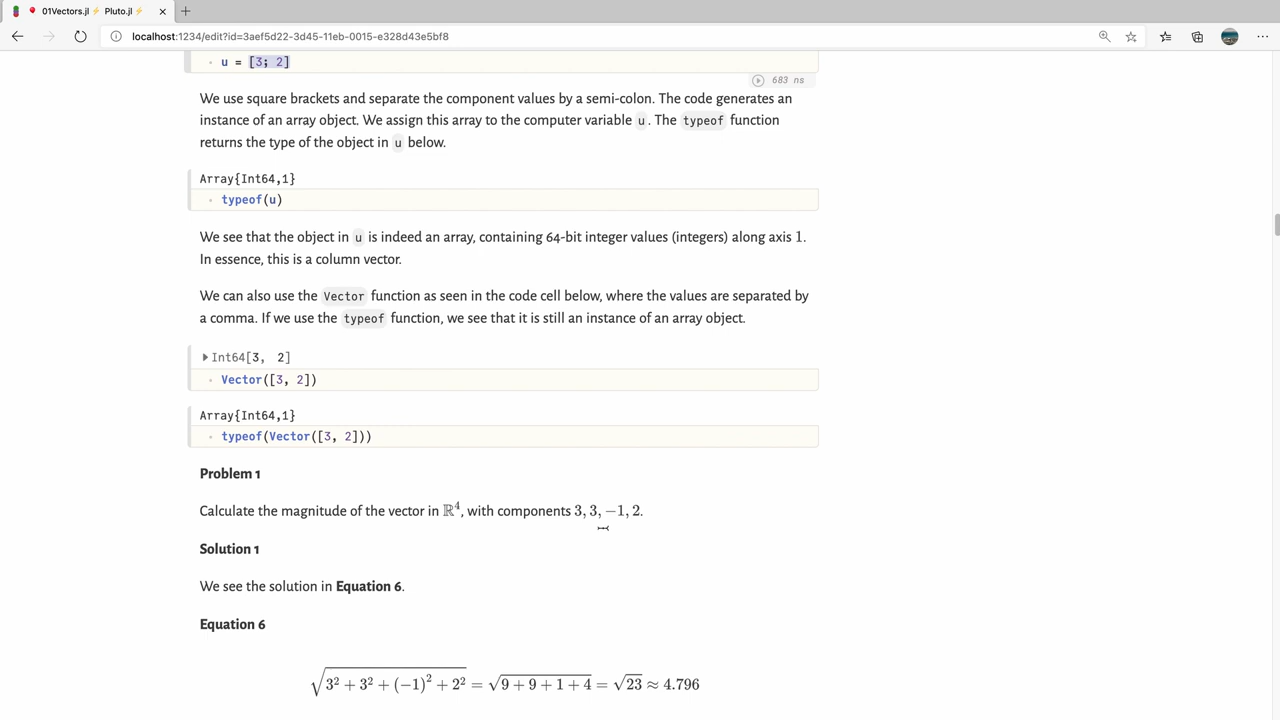 01Vectors.jl ⚡ Pluto.jl ⚡
localhost:1234/edit?id=3aef5d22-3d45-11eb-0015-e328d43e5bf8
u = [3; 2]
683 ns
We use square brackets and separate the component values by a semi-colon. The code generates an
instance of an array object. We assign this array to the computer variable u. The typeof function
returns the type of the object in u below.
Array{Int64,1}
typeof(u)
We see that the object in u is indeed an array, containing 64-bit integer values (integers) along axis 1.
In essence, this is a column vector.
We can also use the Vector function as seen in the code cell below, where the values are separated by
a comma. If we use the typeof function, we see that it is still an instance of an array object.
Int64[3, 2]
Vector([3, 2])
Array{Int64,1}
typeof(Vector([3, 2]))
Problem 1
Calculate the magnitude of the vector in ℝ⁴, with components 3, 3, −1, 2.
Solution 1
We see the solution in Equation 6.
Equation 6
√(3² + 3² + (−1)² + 2²) = √(9 + 9 + 1 + 4) = √23 ≈ 4.796